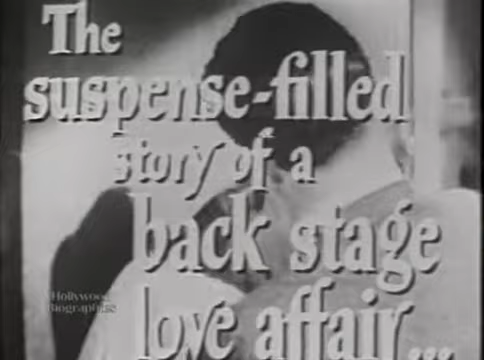 The
suspense-filled
story of a
back stage
love affair...
Hollywood
Biographies